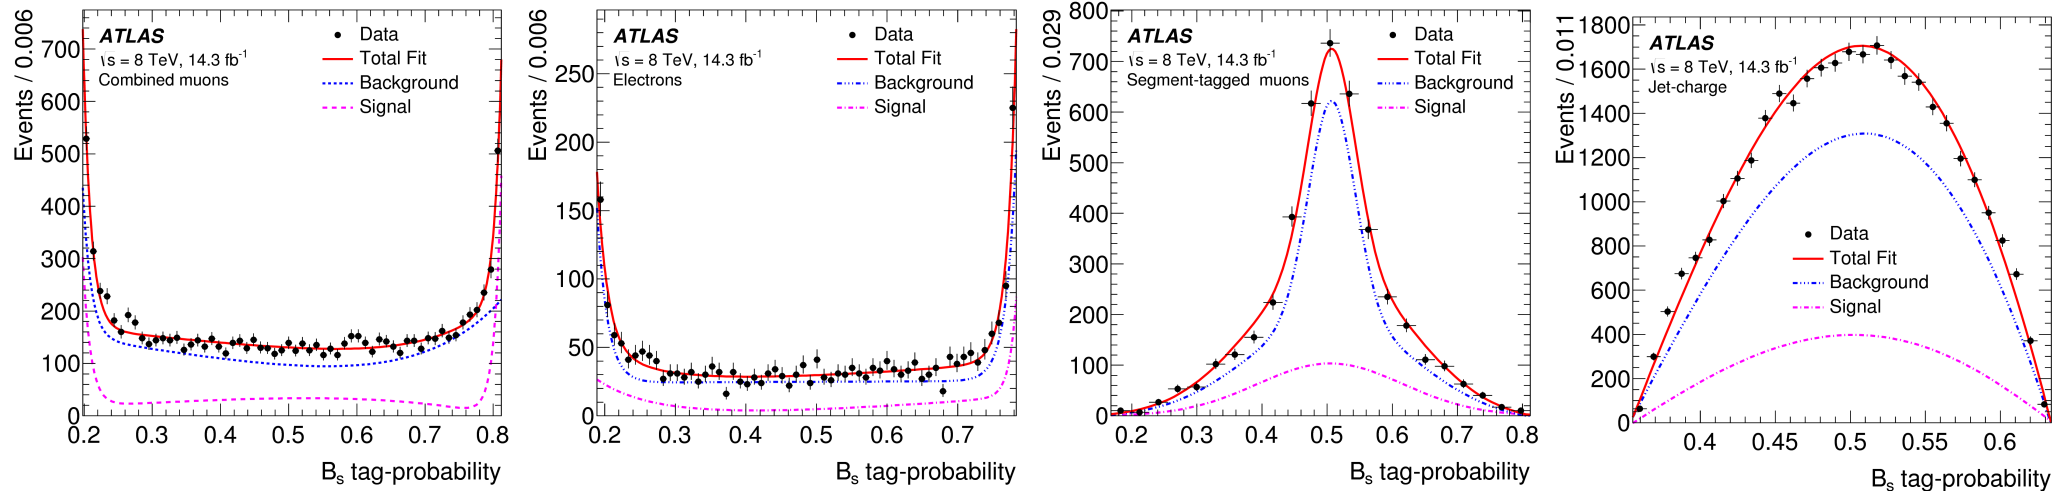 Events / 0.006
ATLAS
√s = 8 TeV, 14.3 fb⁻¹
Combined muons
Data
Total Fit
Background
Signal
700
600
500
400
300
200
100
0
0.2 0.3 0.4 0.5 0.6 0.7 0.8
Bₛ tag-probability
Events / 0.006
ATLAS
√s = 8 TeV, 14.3 fb⁻¹
Electrons
Data
Total Fit
Background
Signal
250
200
150
100
50
0
0.2 0.3 0.4 0.5 0.6 0.7
Bₛ tag-probability
Events / 0.029
ATLAS
√s = 8 TeV, 14.3 fb⁻¹
Segment-tagged muons
Data
Total Fit
Background
Signal
800
700
600
500
400
300
200
100
0
0.2 0.3 0.4 0.5 0.6 0.7 0.8
Bₛ tag-probability
Events / 0.011
ATLAS
√s = 8 TeV, 14.3 fb⁻¹
Jet-charge
Data
Total Fit
Background
Signal
1800
1600
1400
1200
1000
800
600
400
200
0
0.4 0.45 0.5 0.55 0.6
Bₛ tag-probability